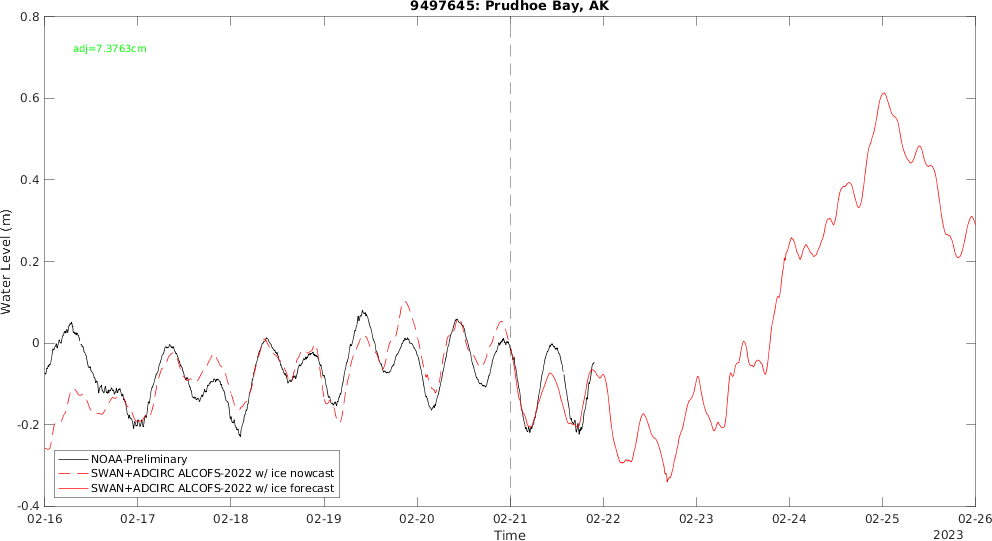 9497645: Prudhoe Bay, AK
0.8
adj=7.3763cm
0.6
0.4
0.2
0
-0.2
-0.4
Water Level (m)
NOAA-Preliminary
SWAN+ADCIRC ALCOFS-2022 w/ ice nowcast
SWAN+ADCIRC ALCOFS-2022 w/ ice forecast
02-16 02-17 02-18 02-19 02-20 02-21 02-22 02-23 02-24 02-25 02-26
Time
2023